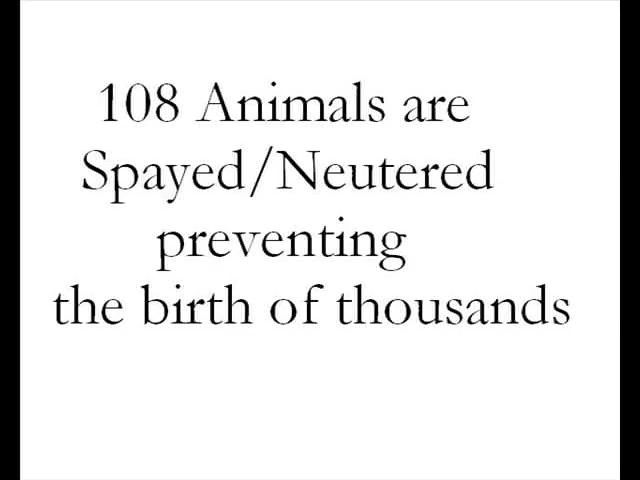 108 Animals are
Spayed/Neutered
preventing
the birth of thousands